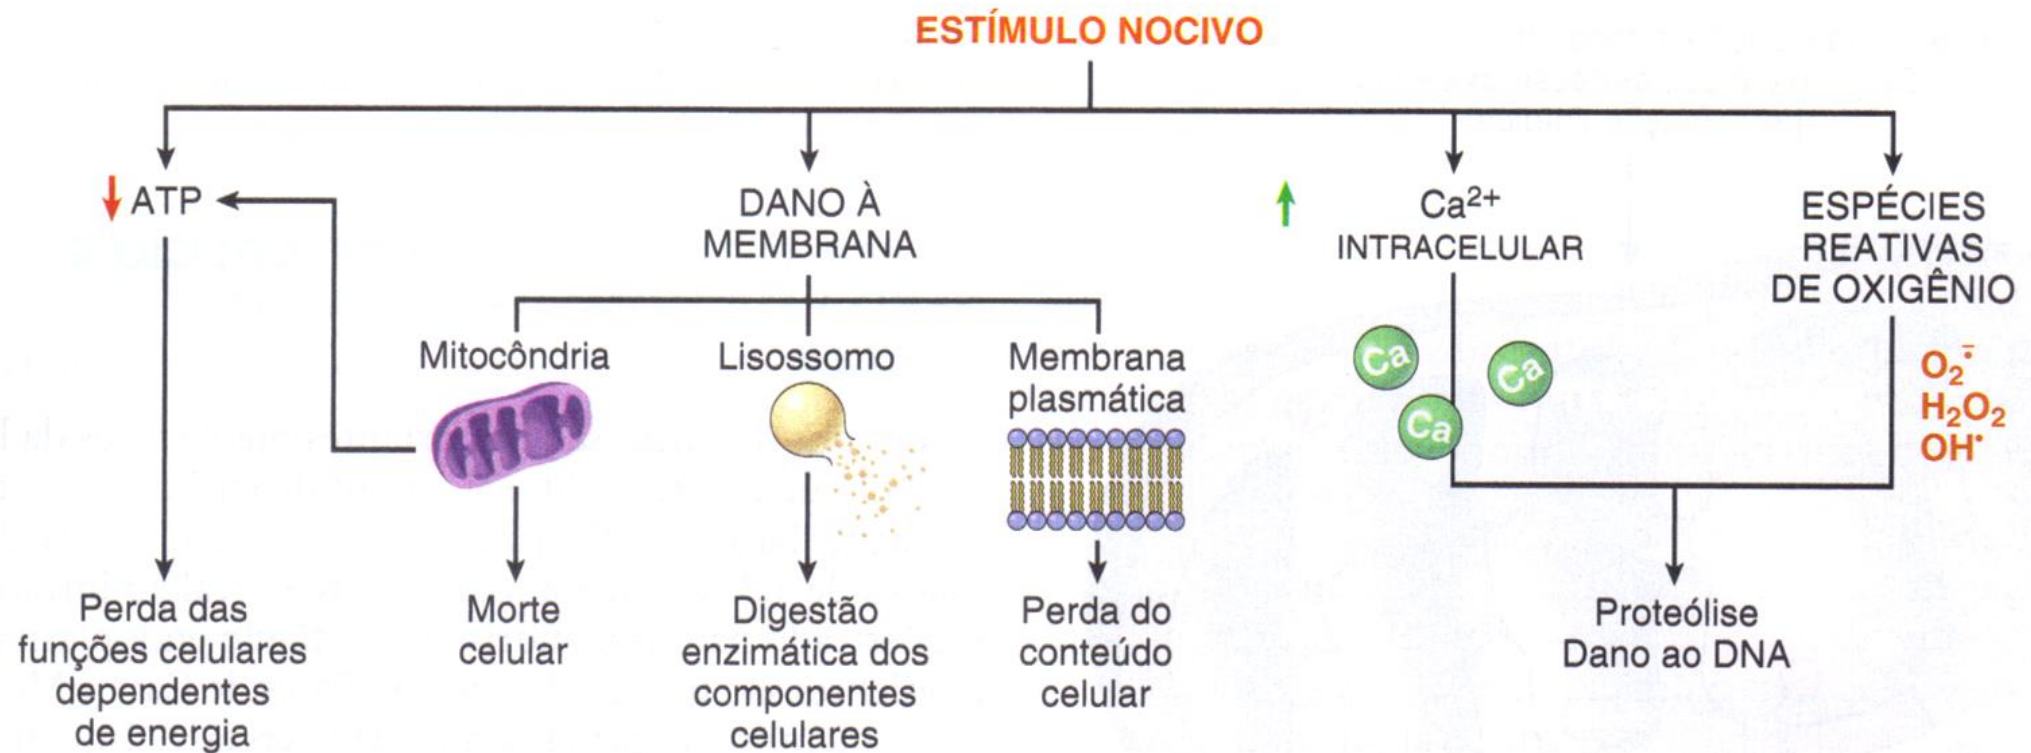 ESTÍMULO NOCIVO
ATP
DANO À
MEMBRANA
Ca²⁺
INTRACELULAR
ESPÉCIES
REATIVAS
DE OXIGÊNIO
Mitocôndria
Lisossomo
Membrana
plasmática
Ca
Ca
Ca
O₂•̄
H₂O₂
OH•
Perda das
funções celulares
dependentes
de energia
Morte
celular
Digestão
enzimática dos
componentes
celulares
Perda do
conteúdo
celular
Proteólise
Dano ao DNA